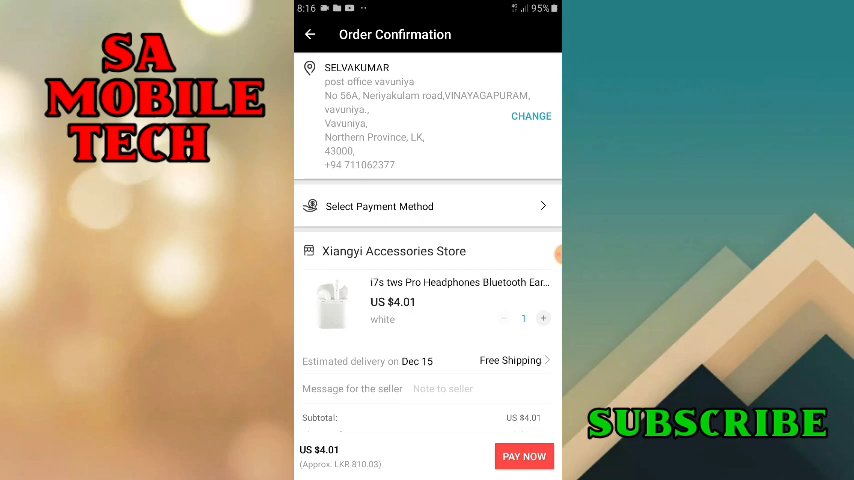 SA
MOBILE
TECH
8:16
95%
Order Confirmation
SELVAKUMAR
post office vavuniya
No 56A, Neriyakulam road,VINAYAGAPURAM,
vavuniya.,
Vavuniya,
Northern Province, LK,
43000,
+94 711062377
CHANGE
Select Payment Method
Xiangyi Accessories Store
i7s tws Pro Headphones Bluetooth Ear...
US $4.01
white
1
Estimated delivery on Dec 15
Free Shipping
Message for the seller Note to seller
Subtotal: US $4.01
US $4.01
(Approx. LKR 810.03)
PAY NOW
SUBSCRIBE